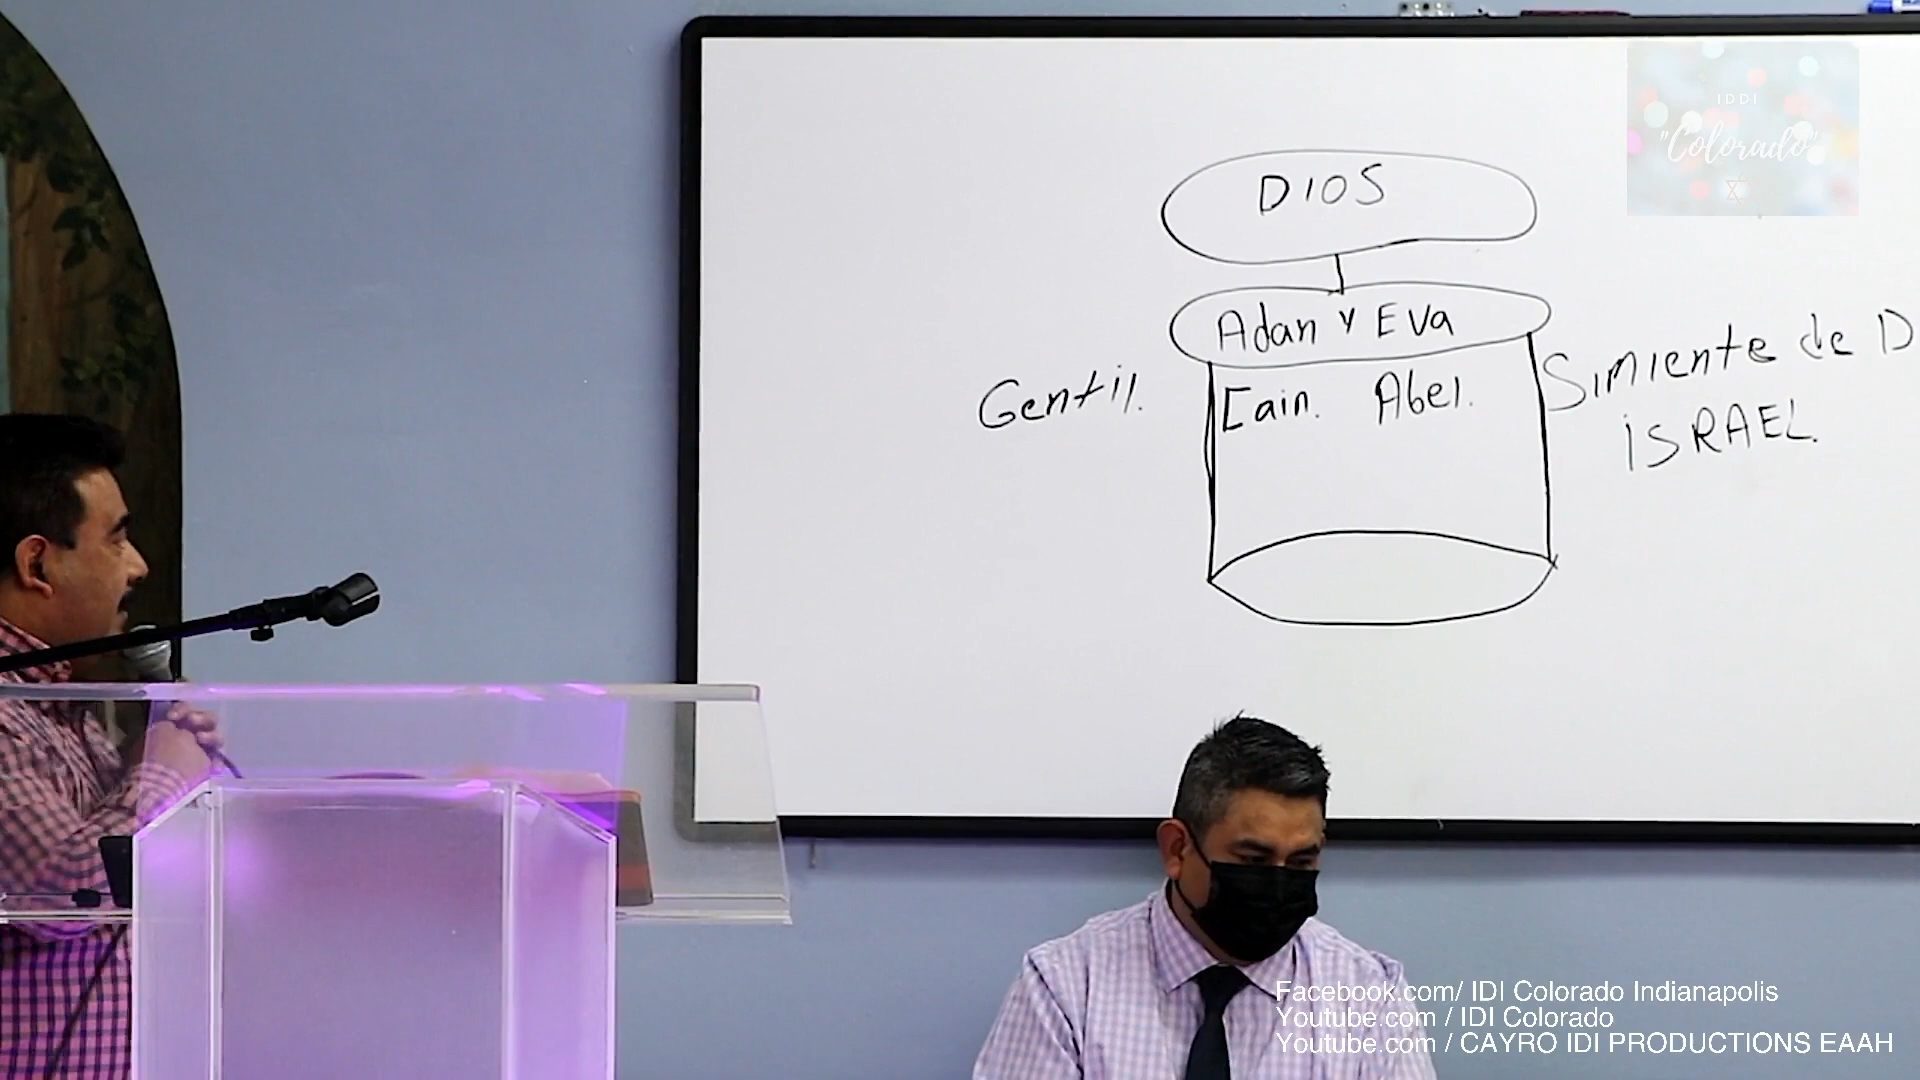 IDDI
"Colorado"
DIOS
Adan y Eva
Gentil.
Cain. Abel.
Simiente de D
iSRAEL.
Facebook.com/ IDI Colorado Indianapolis
Youtube.com / IDI Colorado
Youtube.com / CAYRO IDI PRODUCTIONS EAAH